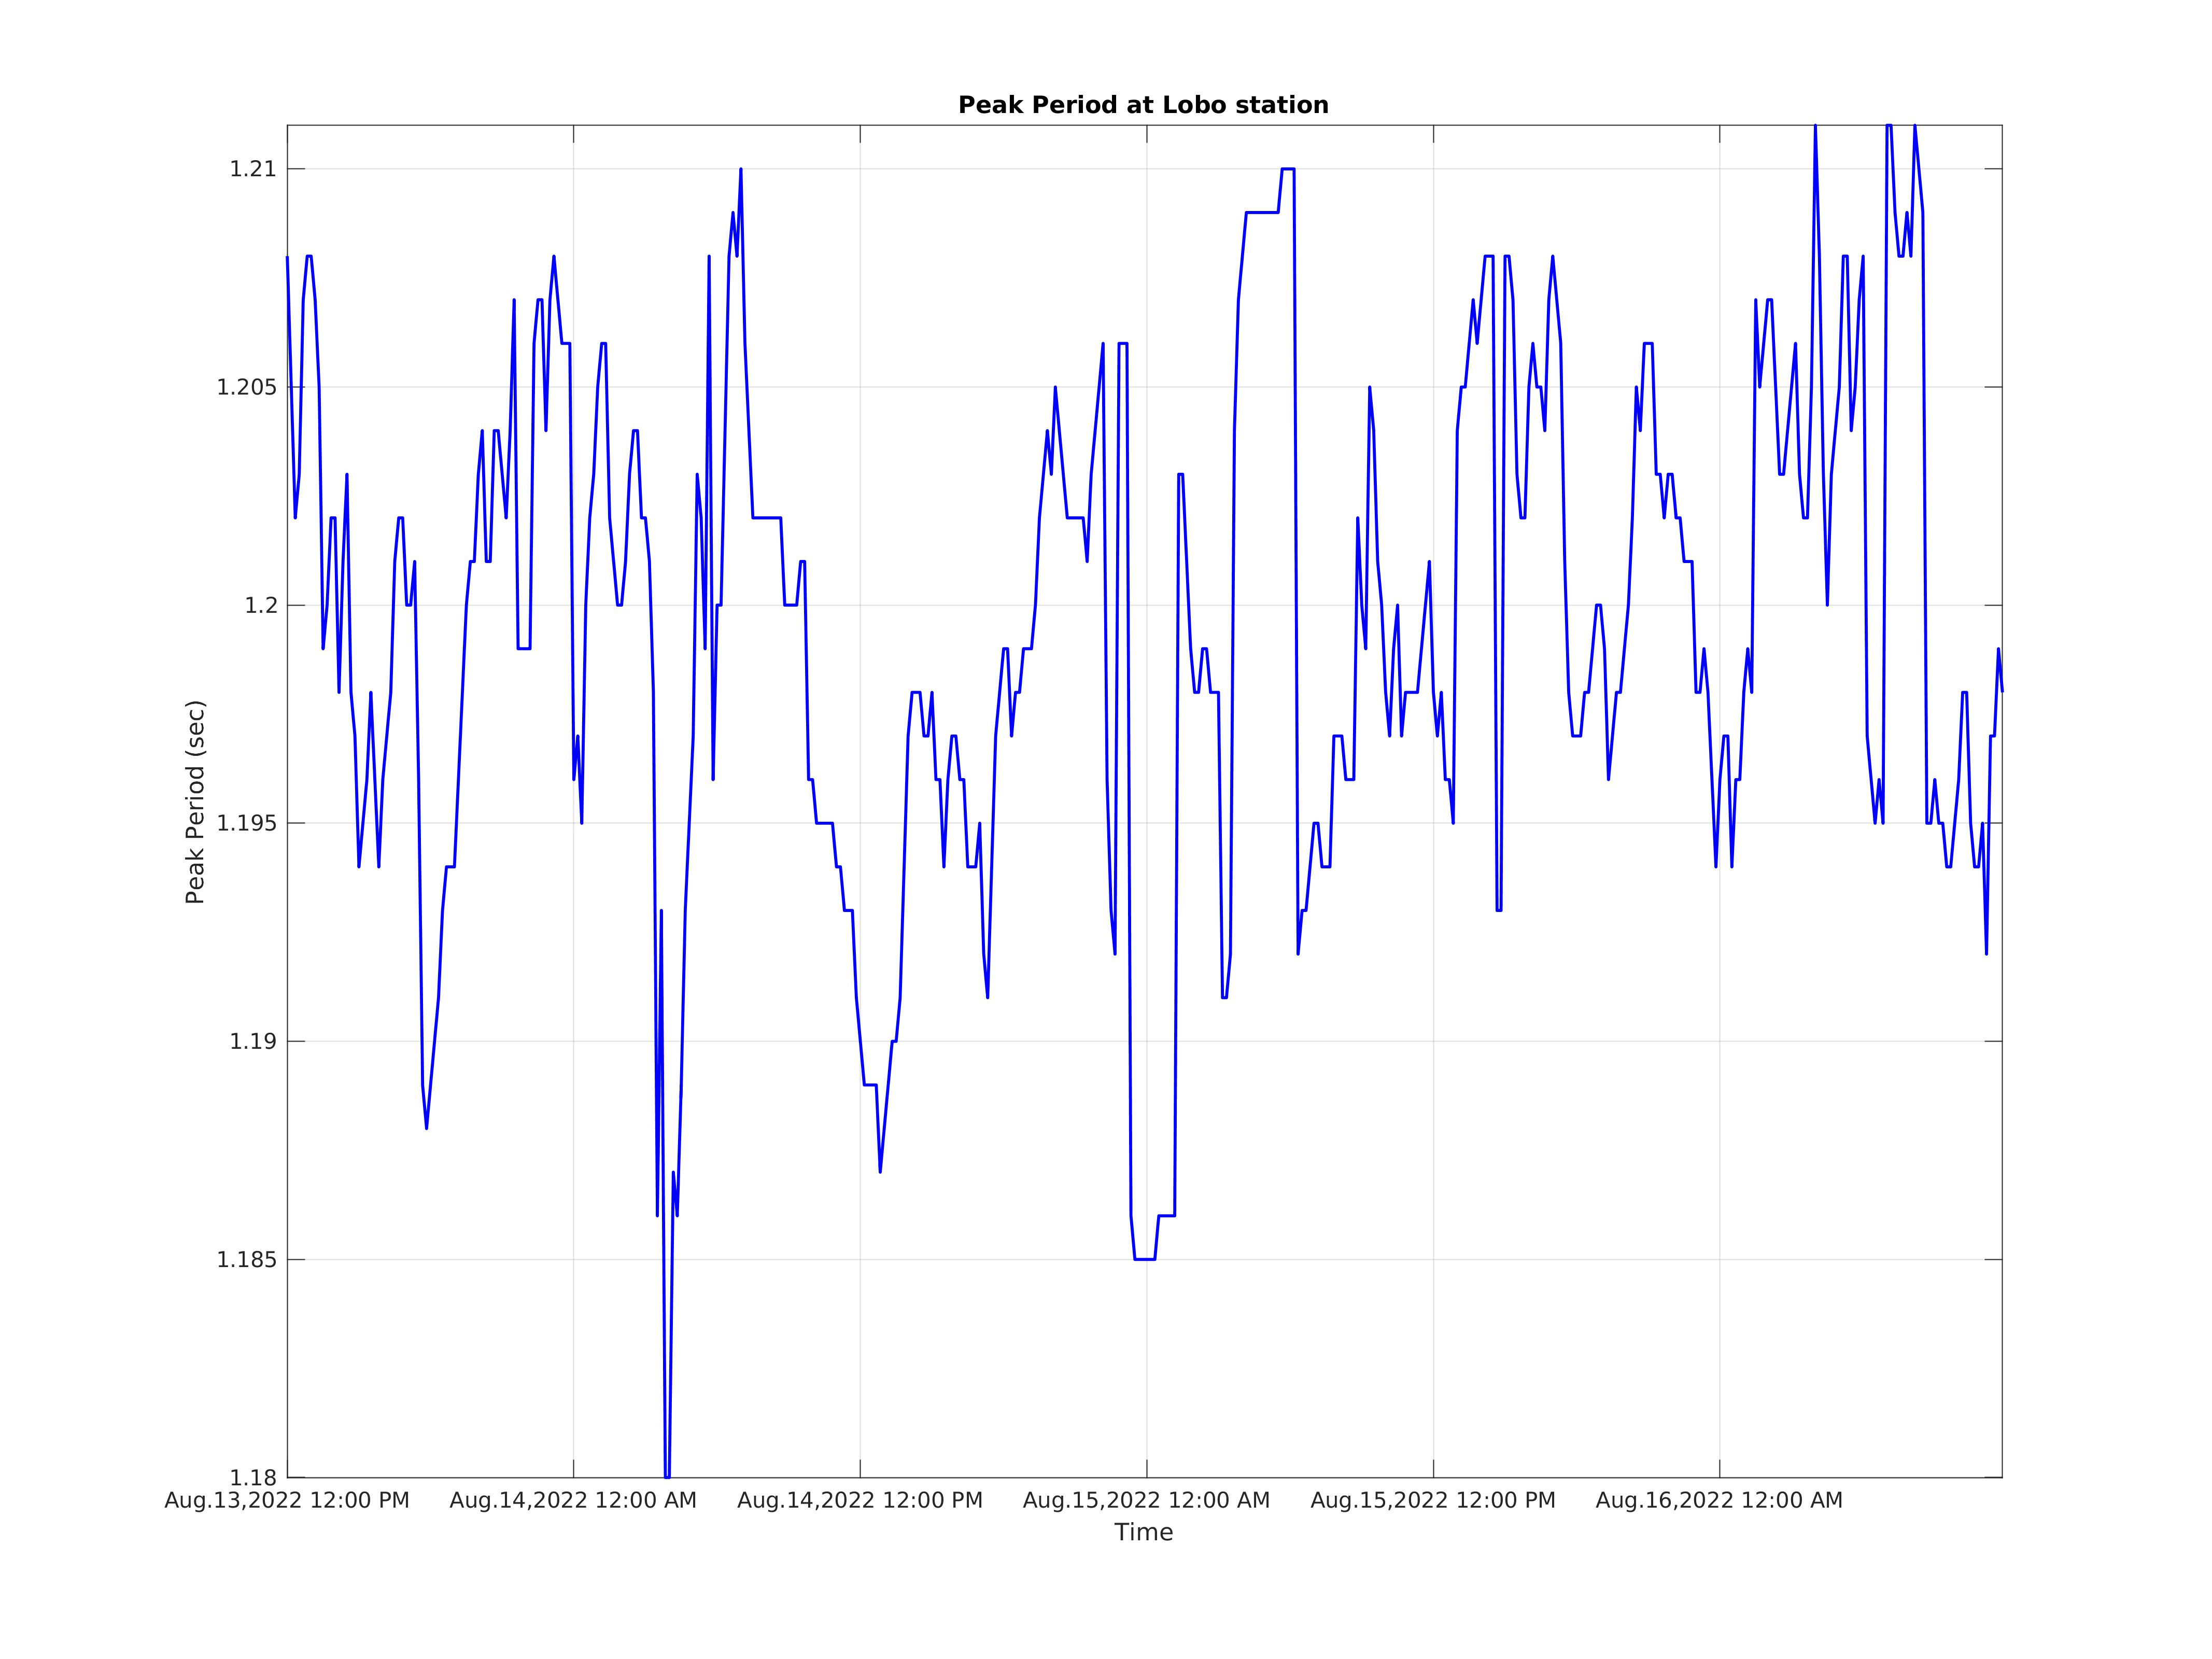 Peak Period at Lobo station
Peak Period (sec)
1.21
1.205
1.2
1.195
1.19
1.185
1.18
Aug.13,2022 12:00 PM Aug.14,2022 12:00 AM Aug.14,2022 12:00 PM Aug.15,2022 12:00 AM Aug.15,2022 12:00 PM Aug.16,2022 12:00 AM
Time